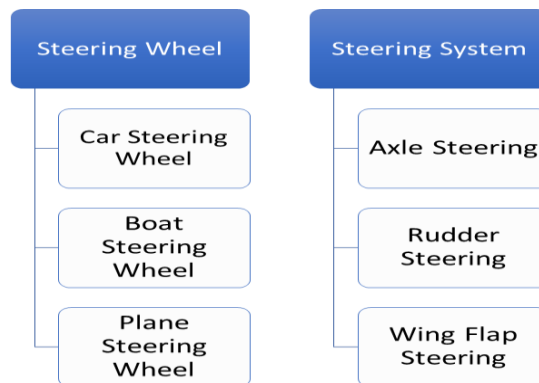 Steering Wheel
Car Steering
Wheel
Boat
Steering
Wheel
Plane
Steering
Wheel
Steering System
Axle Steering
Rudder
Steering
Wing Flap
Steering